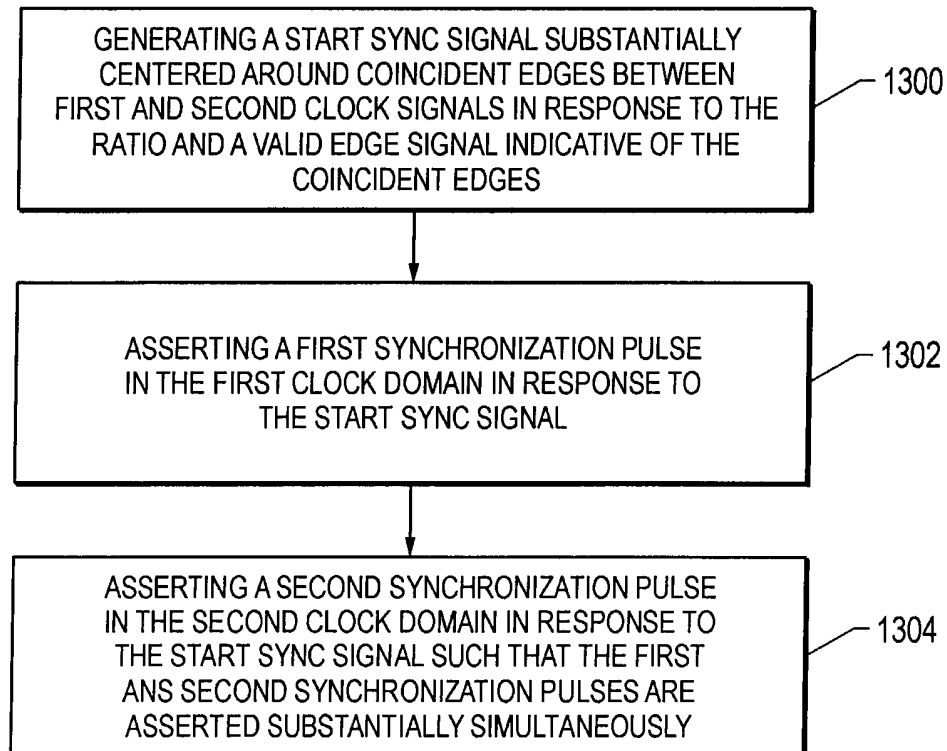 GENERATING A START SYNC SIGNAL SUBSTANTIALLY
CENTERED AROUND COINCIDENT EDGES BETWEEN
FIRST AND SECOND CLOCK SIGNALS IN RESPONSE TO THE
RATIO AND A VALID EDGE SIGNAL INDICATIVE OF THE
COINCIDENT EDGES
1300
ASSERTING A FIRST SYNCHRONIZATION PULSE
IN THE FIRST CLOCK DOMAIN IN RESPONSE TO
THE START SYNC SIGNAL
1302
ASSERTING A SECOND SYNCHRONIZATION PULSE
IN THE SECOND CLOCK DOMAIN IN RESPONSE TO
THE START SYNC SIGNAL SUCH THAT THE FIRST
ANS SECOND SYNCHRONIZATION PULSES ARE
ASSERTED SUBSTANTIALLY SIMULTANEOUSLY
1304